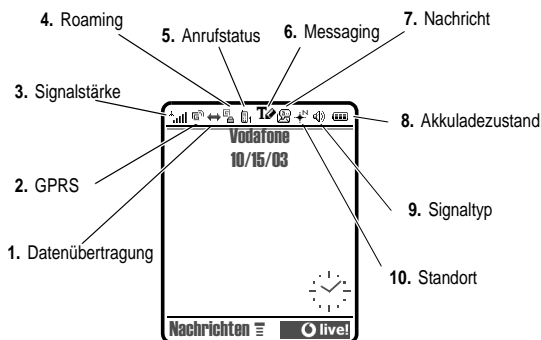 4. Roaming
5. Anrufstatus
6. Messaging
7. Nachricht
3. Signalstärke
8. Akkuladezustand
Vodafone
10/15/03
2. GPRS
9. Signaltyp
1. Datenübertragung
10. Standort
Nachrichten
live!